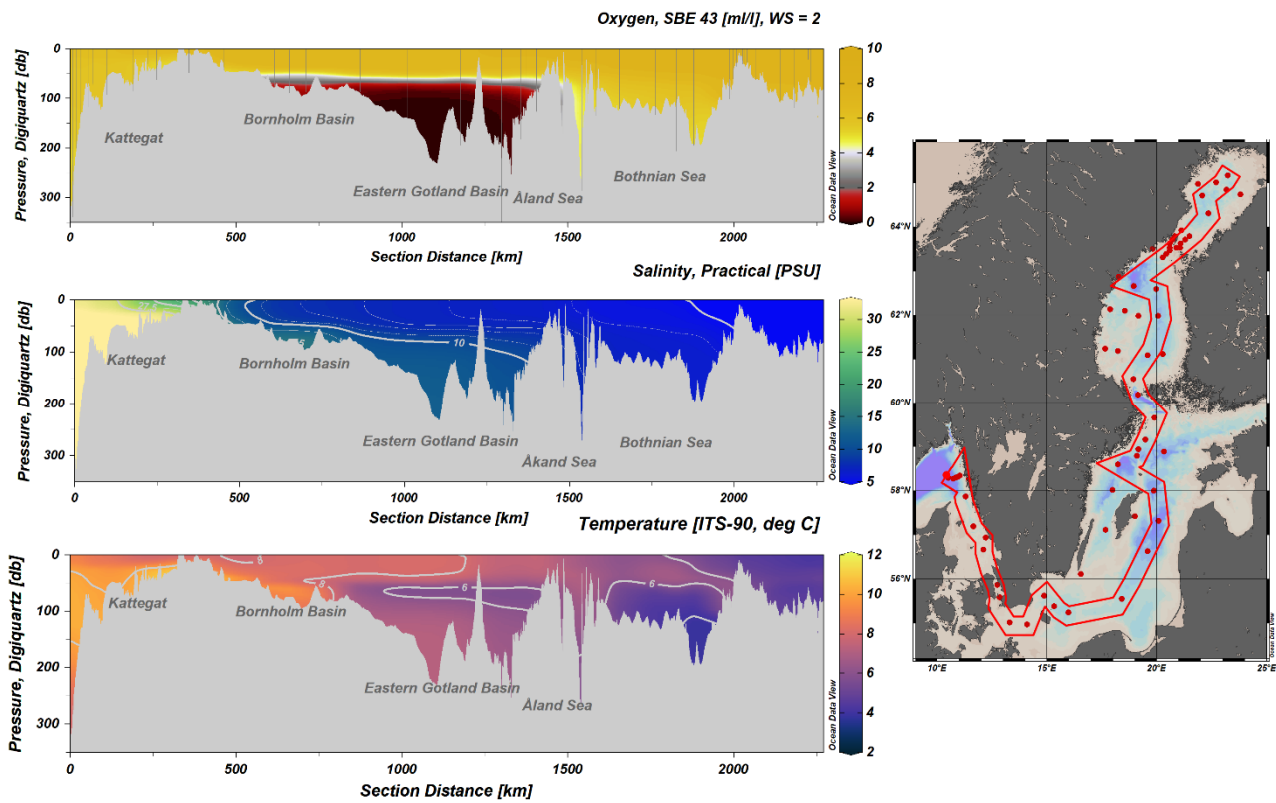 Oxygen, SBE 43 [ml/l], WS = 2
Pressure, Digiquartz [db]
0
100
200
300
Kattegat
Bornholm Basin
Eastern Gotland Basin
Åland Sea
Bothnian Sea
10
8
6
4
2
0
Ocean Data View
0
500
1000
1500
2000
Section Distance [km]
Salinity, Practical [PSU]
Pressure, Digiquartz [db]
0
100
200
300
10
Kattegat
Bornholm Basin
Eastern Gotland Basin
Åkand Sea
Bothnian Sea
30
25
20
15
10
5
Ocean Data View
0
500
1000
1500
2000
Section Distance [km]
Temperature [ITS-90, deg C]
Pressure, Digiquartz [db]
0
100
200
300
8
8
6
6
Kattegat
Bornholm Basin
Eastern Gotland Basin
Åland Sea
12
10
8
6
4
2
Ocean Data View
0
500
1000
1500
2000
Section Distance [km]
64°N
62°N
60°N
58°N
56°N
10°E
15°E
20°E
25°E
Ocean Data View